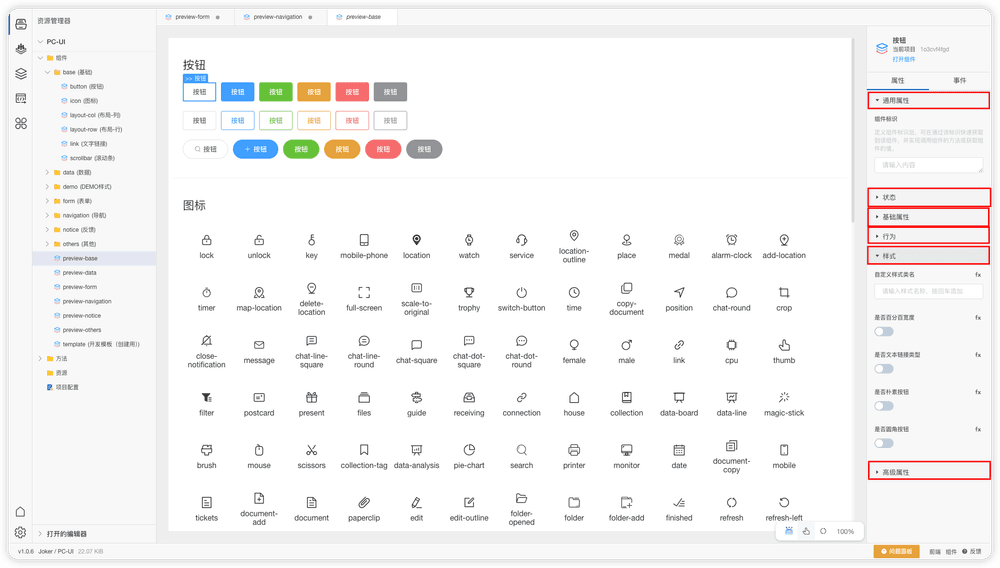 资源管理器
PC-UI
组件
base (基础)
button (按钮)
icon (图标)
layout-col (布局-列)
layout-row (布局-行)
link (文字链接)
scrollbar (滚动条)
data (数据)
demo (DEMO样式)
form (表单)
navigation (导航)
notice (反馈)
others (其他)
preview-base
preview-data
preview-form
preview-navigation
preview-notice
preview-others
template (开发模板（创建用）)
方法
资源
项目配置
打开的编辑器
preview-form
preview-navigation
preview-base
按钮
>> 按钮
按钮 按钮 按钮 按钮 按钮 按钮
按钮 按钮 按钮 按钮 按钮 按钮
按钮 + 按钮 按钮 按钮 按钮 按钮
图标
lock unlock key mobile-phone location watch service location-outline place medal alarm-clock add-location
timer map-location delete-location full-screen scale-to-original trophy switch-button time copy-document position chat-round crop
close-notification message chat-line-square chat-line-round chat-square chat-dot-square chat-dot-round female male link cpu thumb
filter postcard present files guide receiving connection house collection data-board data-line magic-stick
brush mouse scissors collection-tag data-analysis pie-chart search printer monitor date document-copy mobile
tickets document-add document paperclip edit edit-outline folder-opened folder folder-add finished refresh refresh-left
100%
按钮
当前项目 1o3cvNfgd
打开组件
属性 事件
通用属性
组件标识
请输入内容
状态
基础属性
行为
样式
自定义样式类名 fx
请输入样式名称，按回车添加
是否百分百宽度 fx
是否文本链接类型 fx
是否朴素按钮 fx
是否圆角按钮 fx
高级属性
v1.0.6 Joker / PC-UI 22.07 KiB
问题面板 前端 组件 反馈